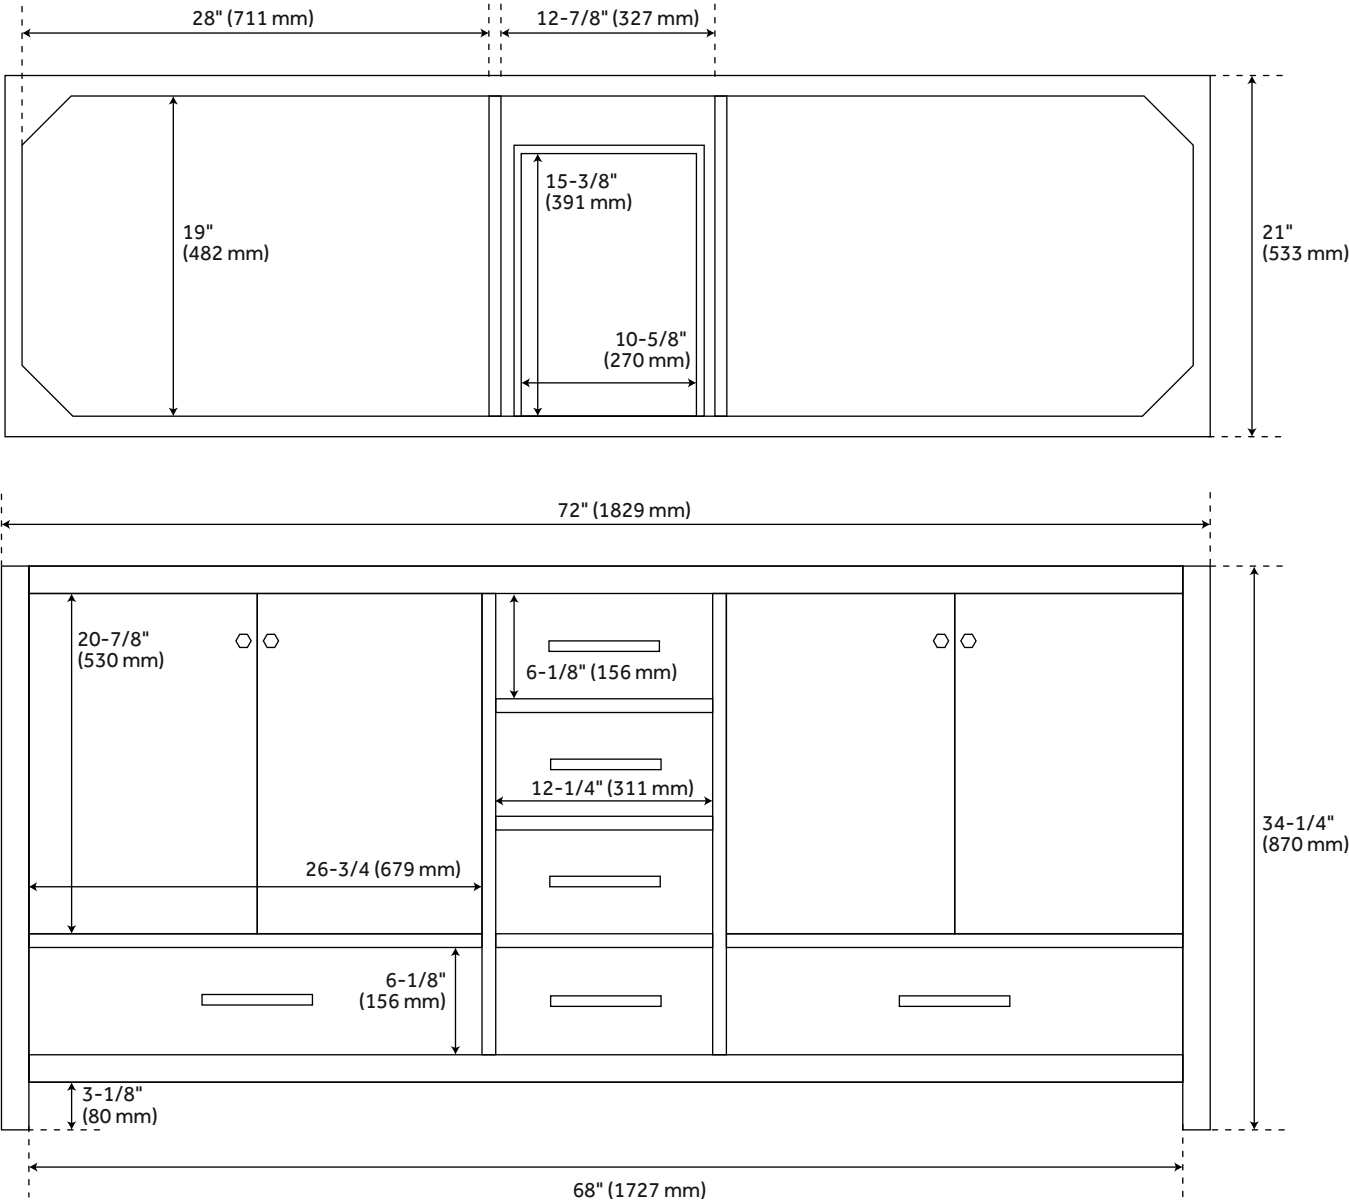 28" (711 mm)
12-7/8" (327 mm)
15-3/8"
(391 mm)
19"
(482 mm)
21"
(533 mm)
10-5/8"
(270 mm)
72" (1829 mm)
20-7/8"
(530 mm)
6-1/8" (156 mm)
12-1/4" (311 mm)
34-1/4"
(870 mm)
26-3/4 (679 mm)
6-1/8"
(156 mm)
3-1/8"
(80 mm)
68" (1727 mm)